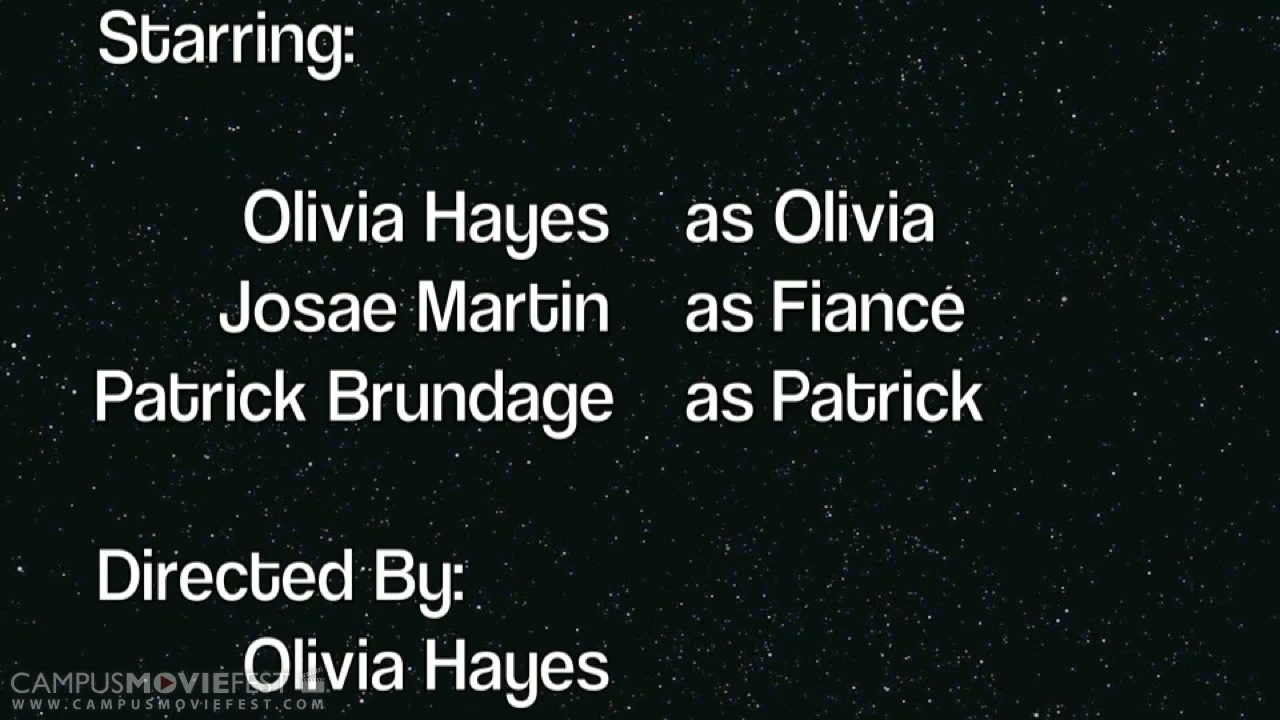 Starring:
Olivia Hayes as Olivia
Josae Martin as Fiancé
Patrick Brundage as Patrick
Directed By:
Olivia Hayes
CAMPUSMOVIEFEST
WWW.CAMPUSMOVIEFEST.COM